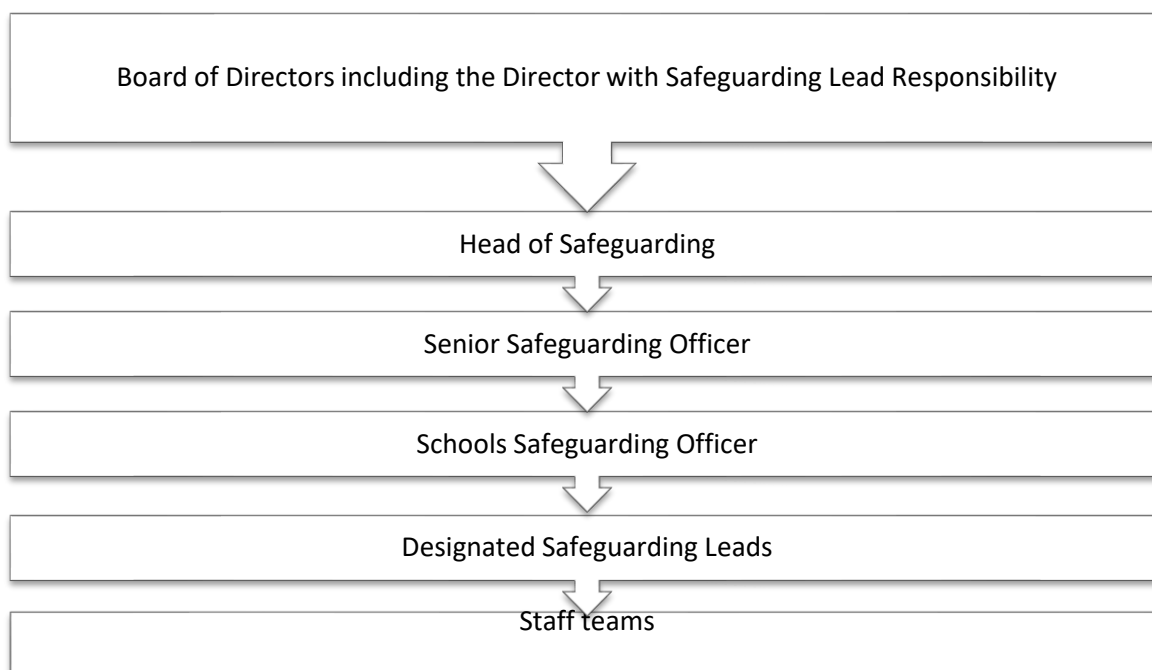 Board of Directors including the Director with Safeguarding Lead Responsibility
Head of Safeguarding
Senior Safeguarding Officer
Schools Safeguarding Officer
Designated Safeguarding Leads
Staff teams